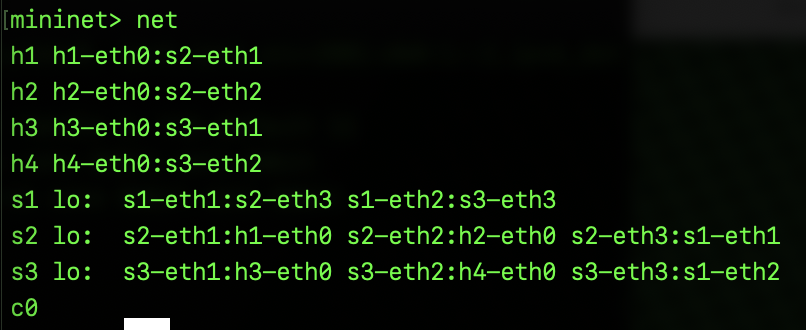 [mininet> net
h1 h1-eth0:s2-eth1
h2 h2-eth0:s2-eth2
h3 h3-eth0:s3-eth1
h4 h4-eth0:s3-eth2
s1 lo:  s1-eth1:s2-eth3 s1-eth2:s3-eth3
s2 lo:  s2-eth1:h1-eth0 s2-eth2:h2-eth0 s2-eth3:s1-eth1
s3 lo:  s3-eth1:h3-eth0 s3-eth2:h4-eth0 s3-eth3:s1-eth2
c0